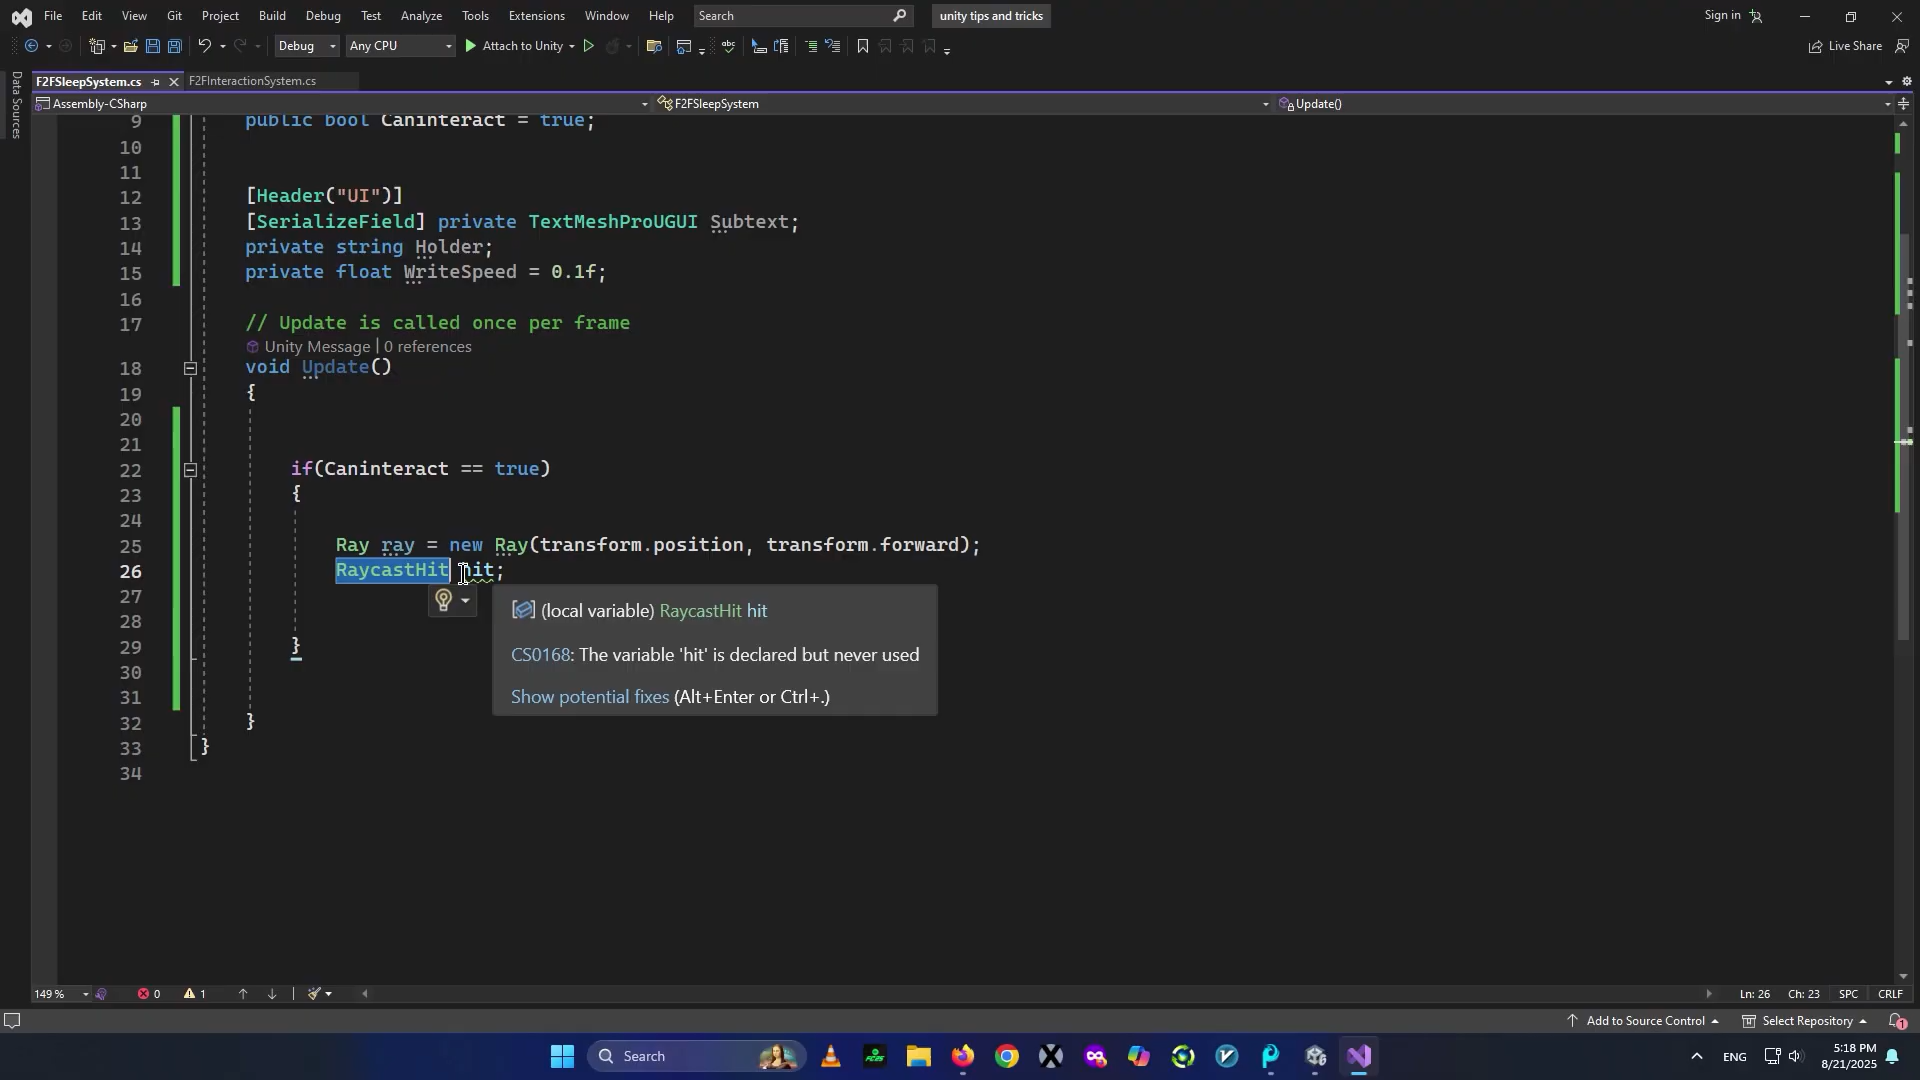 File Edit View Git Project Build Debug Test Analyze Tools Extensions Window Help Search unity tips and tricks Sign in
Debug Any CPU Attach to Unity Live Share
F2FSleepSystem.cs F2FInteractionSystem.cs
Data Sources
Assembly-CSharp F2FSleepSystem Update()
9 public bool Caninteract = true;
10
11
12 [Header("UI")]
13 [SerializeField] private TextMeshProUGUI Subtext;
14 private string Holder;
15 private float WriteSpeed = 0.1f;
16
17 // Update is called once per frame
Unity Message | 0 references
18 void Update()
19 {
20
21
22 if(Caninteract == true)
23 {
24
25 Ray ray = new Ray(transform.position, transform.forward);
26 RaycastHit hit;
27
(local variable) RaycastHit hit
28
29 }
CS0168: The variable 'hit' is declared but never used
30
31
Show potential fixes (Alt+Enter or Ctrl+.)
32 }
33 }
34
149 % 0 1 Ln: 26 Ch: 23 SPC CRLF
Add to Source Control Select Repository 1
Search ENG 5:18 PM
8/21/2025